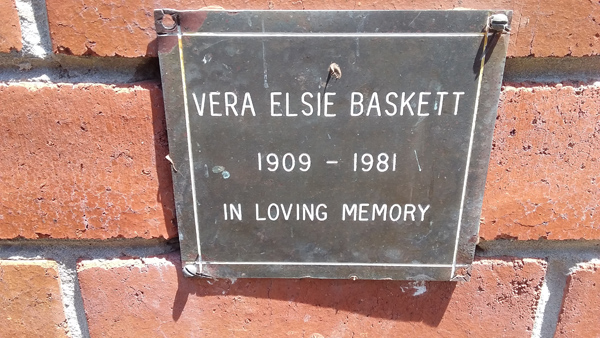 VERA ELSIE BASKETT
1909 - 1981
IN LOVING MEMORY